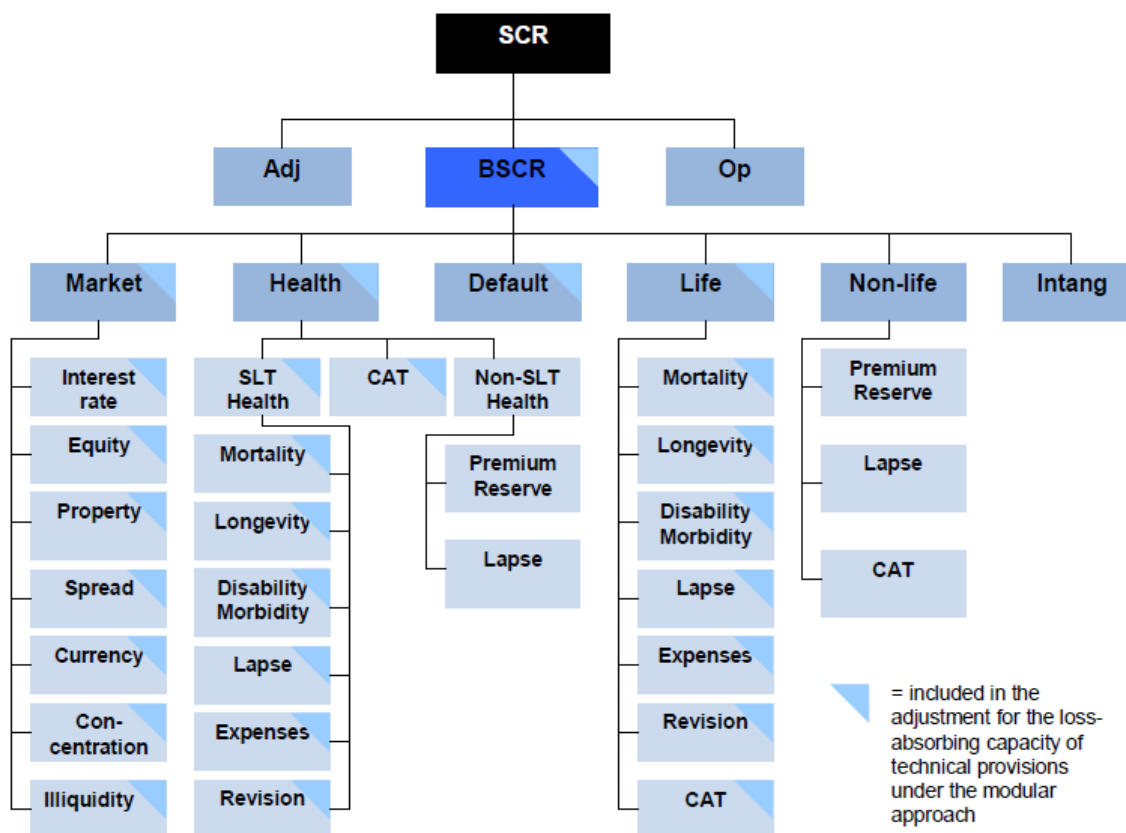 SCR
Adj
BSCR
Op
Market
Health
Default
Life
Non-life
Intang
Interest
rate
Equity
Property
Spread
Currency
Con-
centration
Illiquidity
SLT
Health
CAT
Non-SLT
Health
Mortality
Longevity
Disability
Morbidity
Lapse
Expenses
Revision
Premium
Reserve
Lapse
Mortality
Longevity
Disability
Morbidity
Lapse
Expenses
Revision
CAT
Premium
Reserve
Lapse
CAT
= included in the
adjustment for the loss-
absorbing capacity of
technical provisions
under the modular
approach